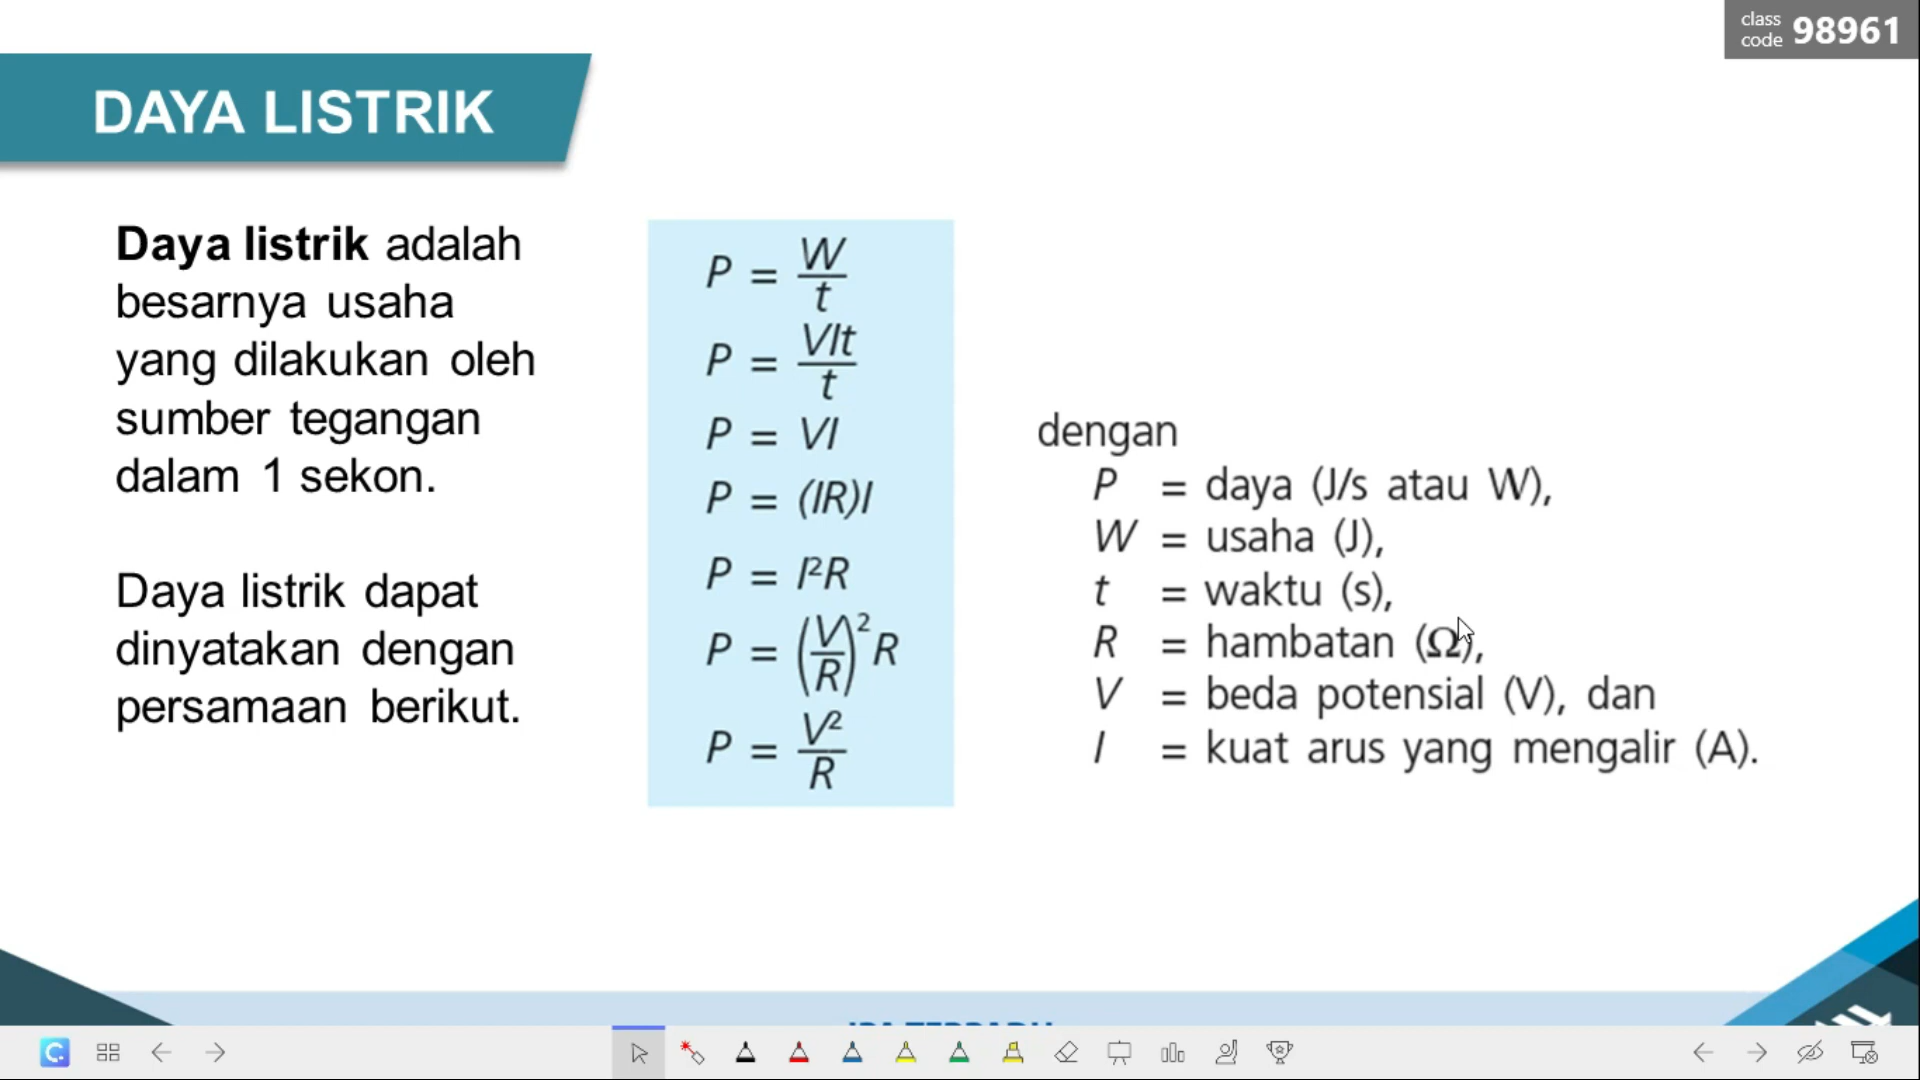 class code 98961
DAYA LISTRIK
Daya listrik adalah
besarnya usaha
yang dilakukan oleh
sumber tegangan
dalam 1 sekon.
Daya listrik dapat
dinyatakan dengan
persamaan berikut.
P = W/t
P = VIt/t
P = VI
P = (IR)I
P = I²R
P = (V/R)² R
P = V²/R
dengan
P = daya (J/s atau W),
W = usaha (J),
t = waktu (s),
R = hambatan (Ω),
V = beda potensial (V), dan
I = kuat arus yang mengalir (A).